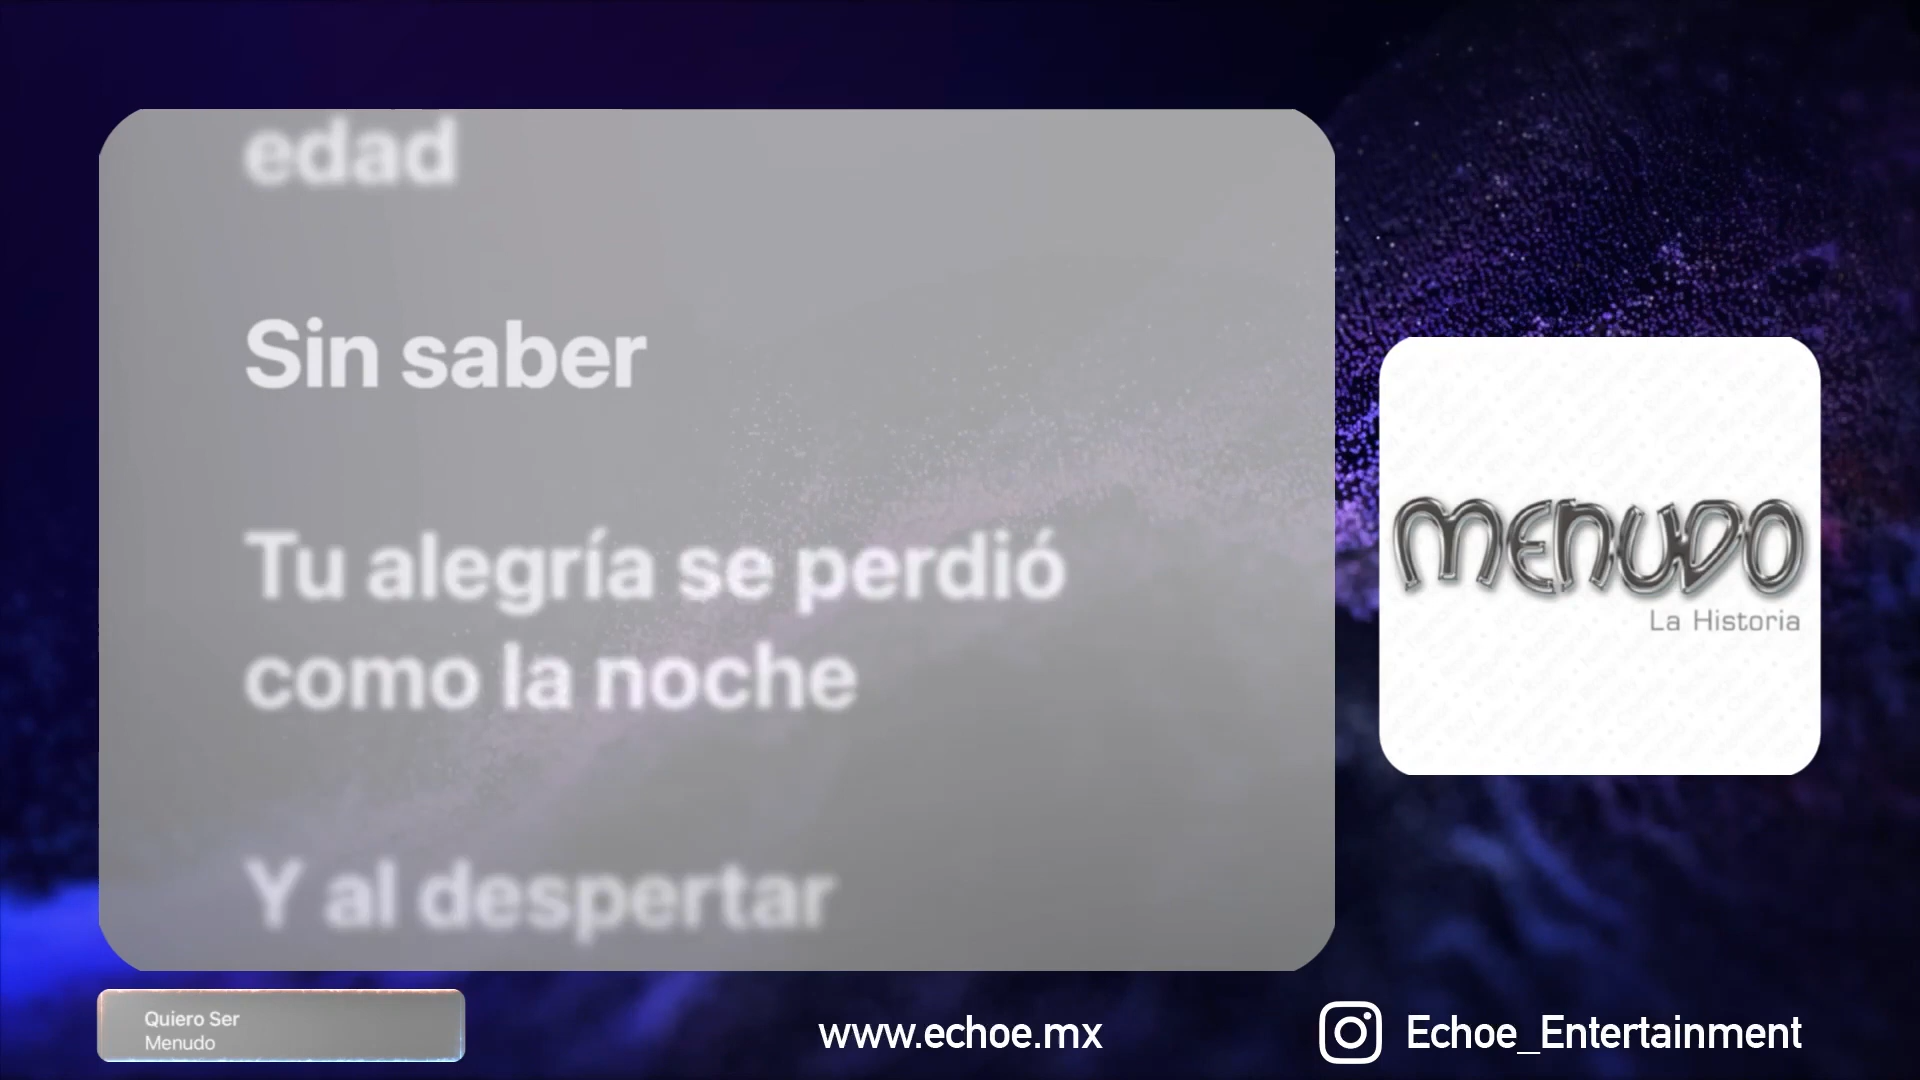 edad
Sin saber
Tu alegría se perdió
como la noche
Y al despertar
MENUDO
La Historia
Quiero Ser
Menudo
www.echoe.mx
Echoe_Entertainment